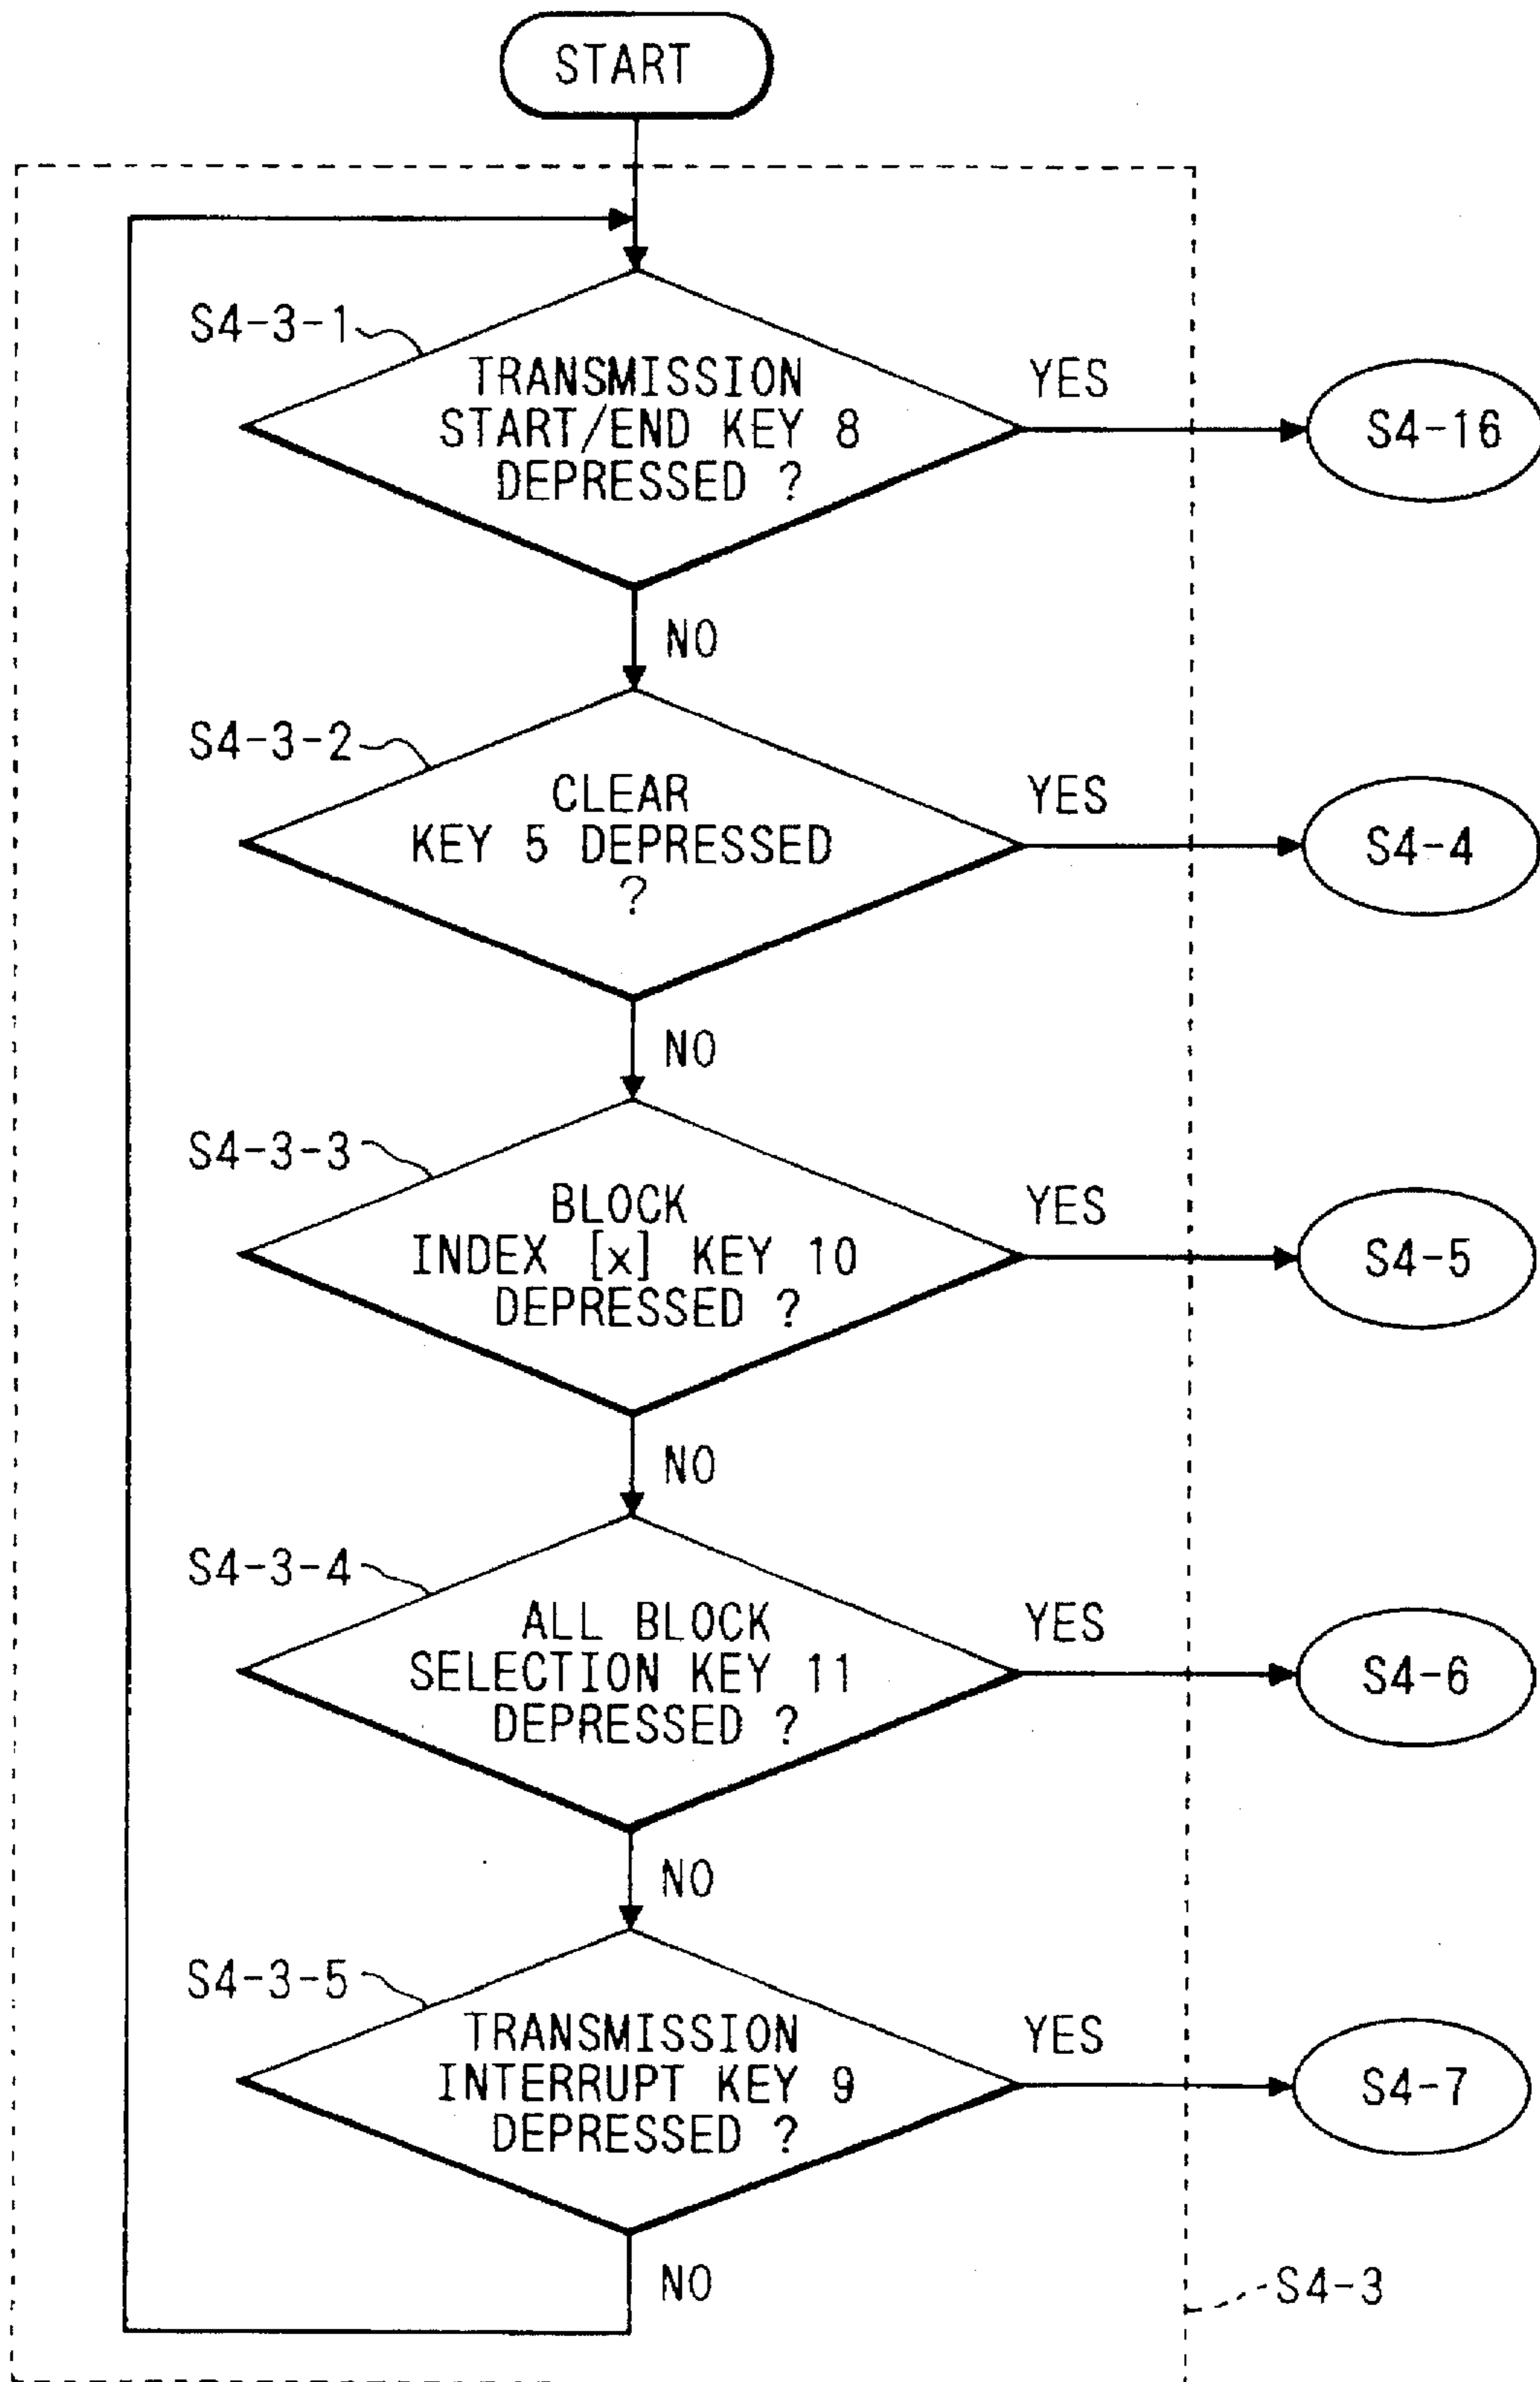 START
S4-3-1
TRANSMISSION
START/END KEY 8
DEPRESSED ?
YES
S4-16
NO
S4-3-2
CLEAR
KEY 5 DEPRESSED
?
YES
S4-4
NO
S4-3-3
BLOCK
INDEX [x] KEY 10
DEPRESSED ?
YES
S4-5
NO
S4-3-4
ALL BLOCK
SELECTION KEY 11
DEPRESSED ?
YES
S4-6
NO
S4-3-5
TRANSMISSION
INTERRUPT KEY 9
DEPRESSED ?
YES
S4-7
NO
S4-3